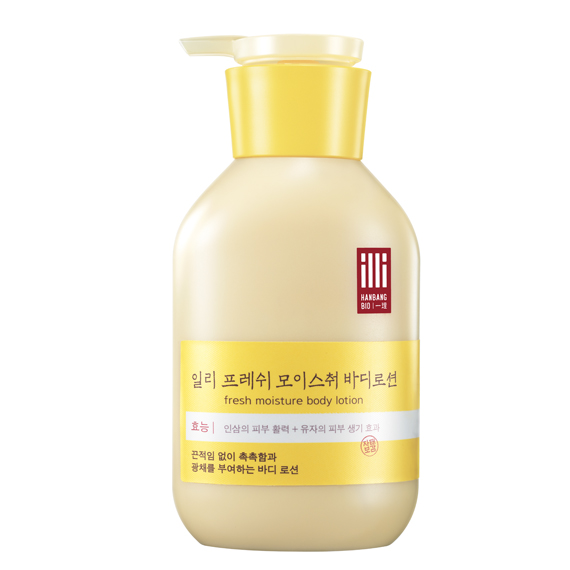 illi
HANBANG
BIO 一理
일리 프레쉬 모이스춰 바디로션
fresh moisture body lotion
효능 | 인삼의 피부 활력 + 유자의 피부 생기 효과
끈적임 없이 촉촉함과
광채를 부여하는 바디 로션